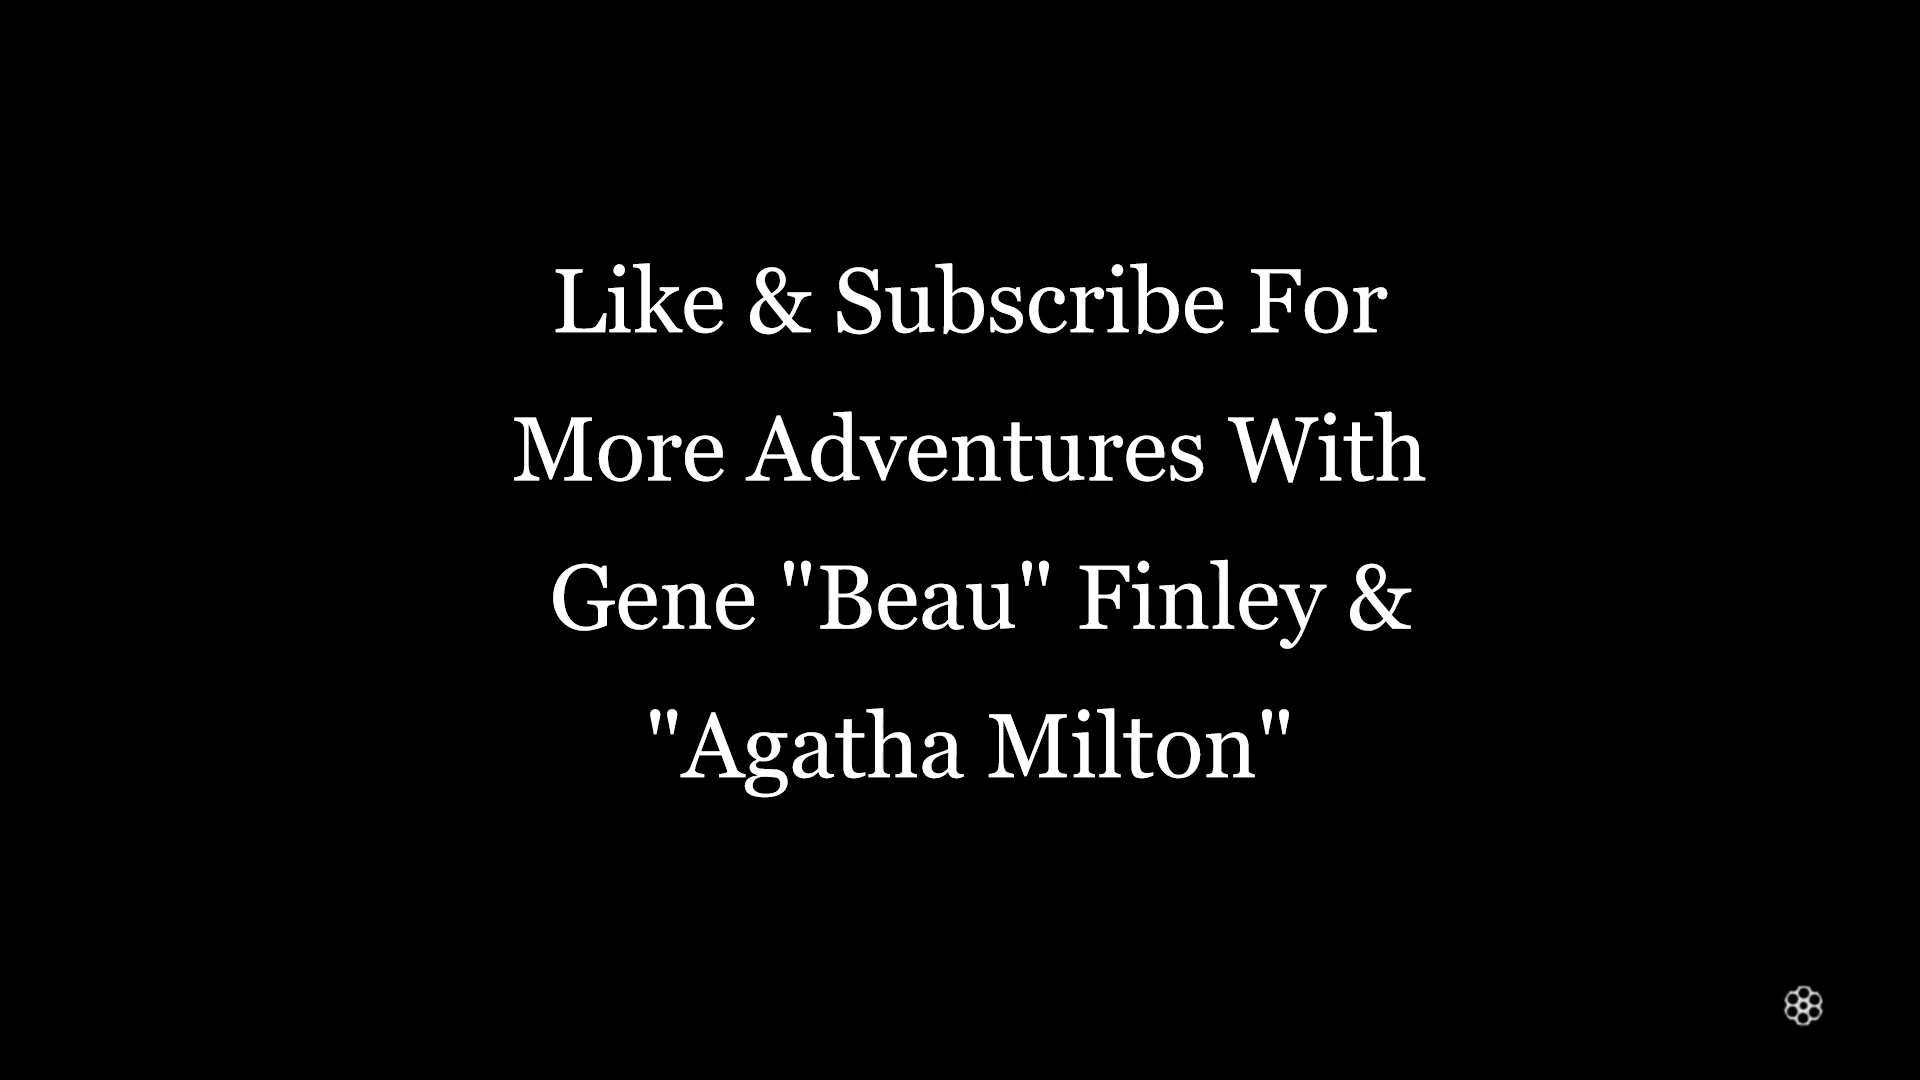 Like & Subscribe For
More Adventures With
Gene "Beau" Finley &
"Agatha Milton"